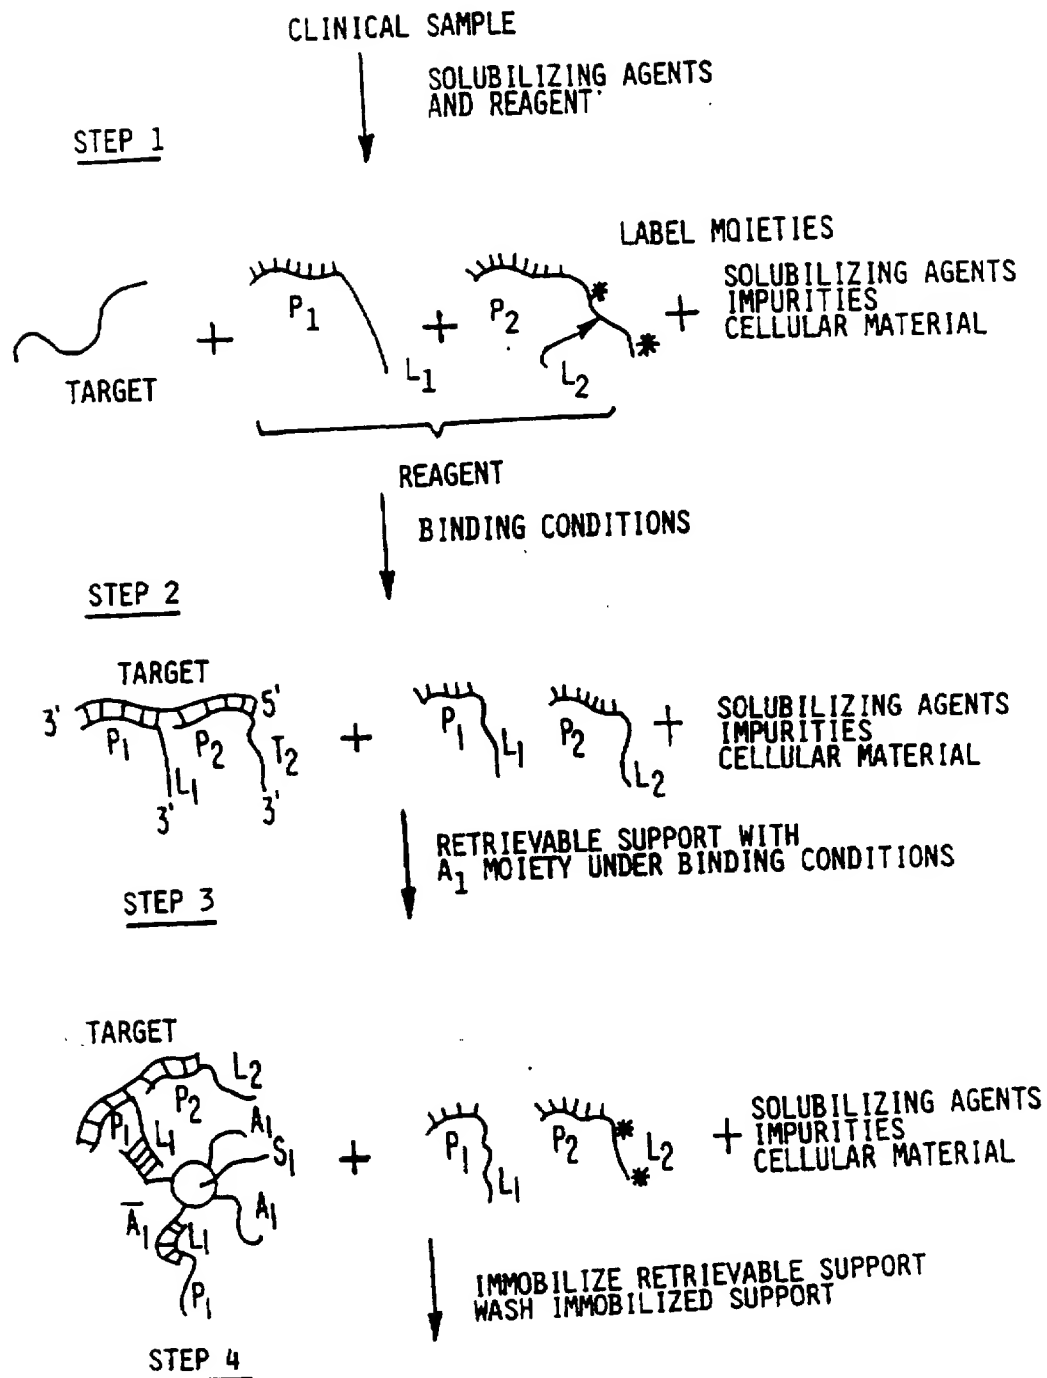 CLINICAL SAMPLE
SOLUBILIZING AGENTS
AND REAGENT
STEP 1
LABEL MOIETIES
P1
L1
P2
L2
*
*
+
+
+
SOLUBILIZING AGENTS
IMPURITIES
CELLULAR MATERIAL
TARGET
REAGENT
BINDING CONDITIONS
STEP 2
TARGET
3'
5'
P1
P2
L1
T2
3'
3'
+
P1
L1
P2
L2
+
SOLUBILIZING AGENTS
IMPURITIES
CELLULAR MATERIAL
RETRIEVABLE SUPPORT WITH
A1 MOIETY UNDER BINDING CONDITIONS
STEP 3
TARGET
L2
P2
P1
L1
A1
S1
A1
A̅1
L1
P1
+
P1
L1
P2
*
L2
*
+
SOLUBILIZING AGENTS
IMPURITIES
CELLULAR MATERIAL
IMMOBILIZE RETRIEVABLE SUPPORT
WASH IMMOBILIZED SUPPORT
STEP 4